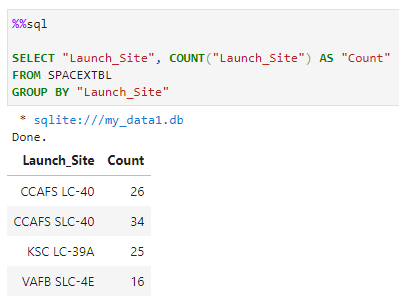 %%sql
SELECT "Launch_Site", COUNT("Launch_Site") AS "Count"
FROM SPACEXTBL
GROUP BY "Launch_Site"
* sqlite:///my_data1.db
Done.
Launch_Site Count
CCAFS LC-40 26
CCAFS SLC-40 34
KSC LC-39A 25
VAFB SLC-4E 16